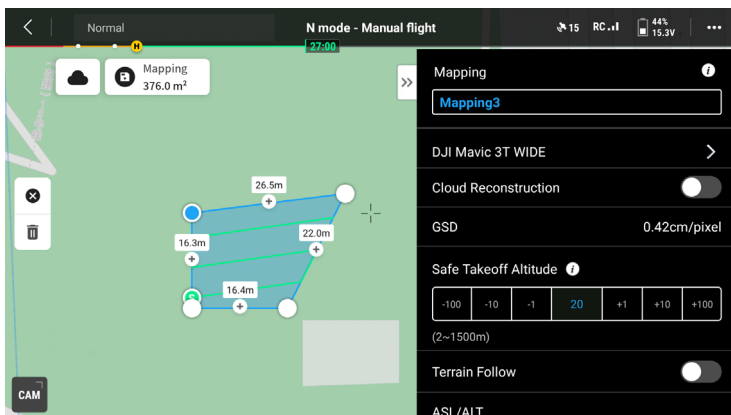 Normal
N mode - Manual flight
15
RC
44%
15.3V
H
27:00
Mapping
376.0 m²
26.5m
22.0m
16.3m
16.4m
S
CAM
Mapping
Mapping3
DJI Mavic 3T WIDE
Cloud Reconstruction
GSD 0.42cm/pixel
Safe Takeoff Altitude
-100 -10 -1 20 +1 +10 +100
(2~1500m)
Terrain Follow
ASL/ALT